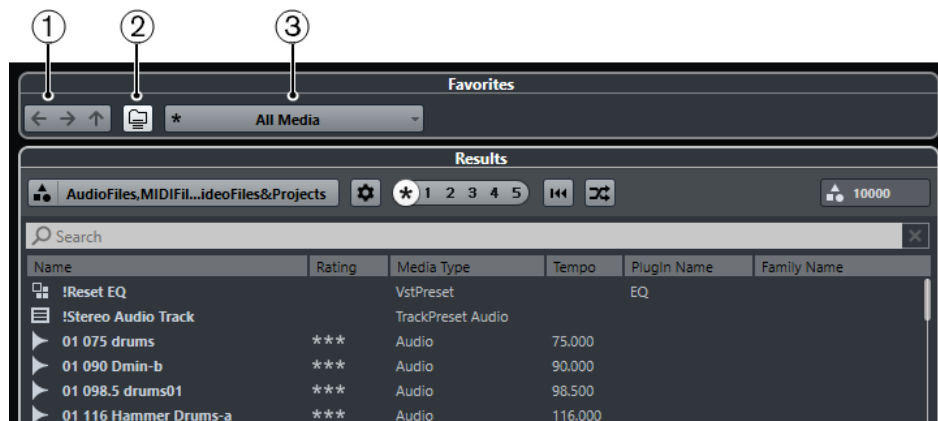 1 2 3
Favorites
* All Media
Results
AudioFiles,MIDIFil...ideoFiles&Projects * 1 2 3 4 5 10000
Search
Name Rating Media Type Tempo PlugIn Name Family Name
!Reset EQ VstPreset EQ
!Stereo Audio Track TrackPreset Audio
01 075 drums *** Audio 75.000
01 090 Dmin-b *** Audio 90.000
01 098.5 drums01 *** Audio 98.500
01 116 Hammer Drums-a *** Audio 116.000